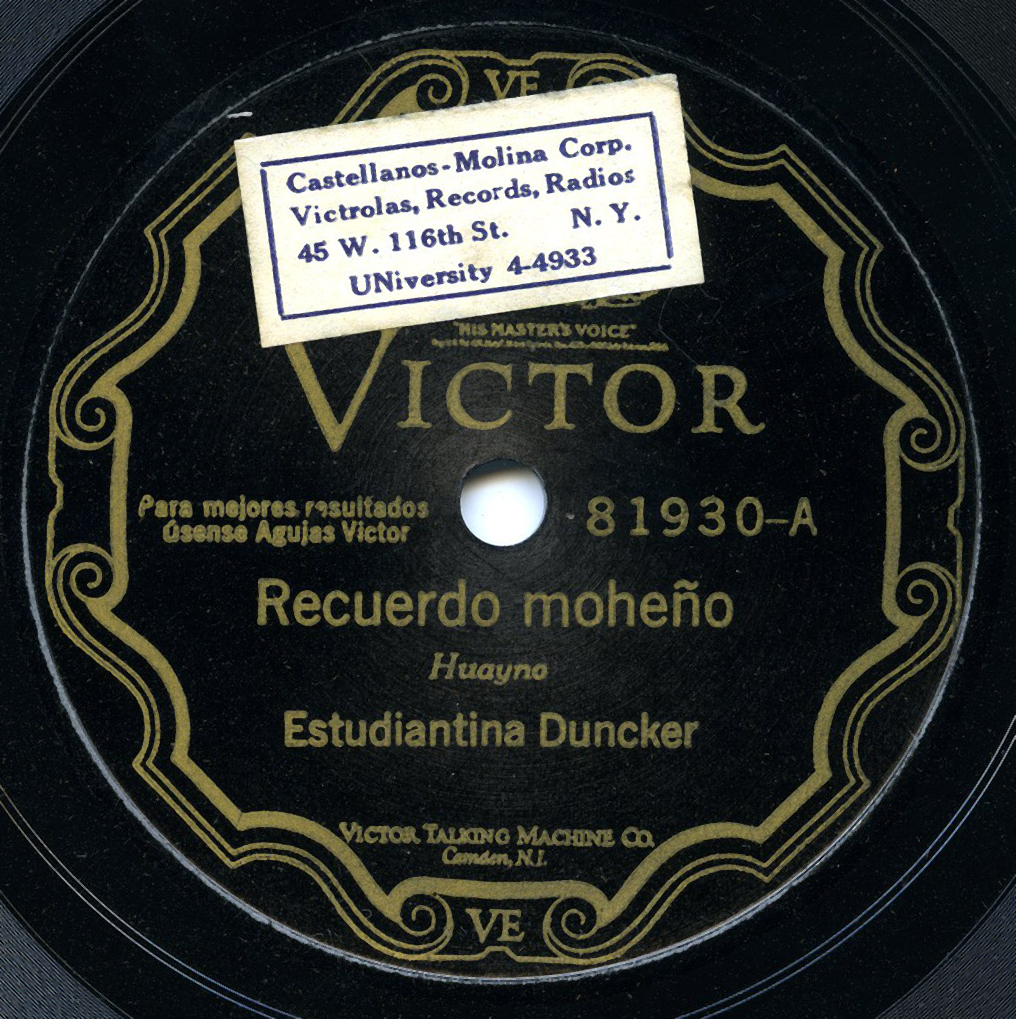 VE
Castellanos-Molina Corp.
Victrolas, Records, Radios
45 W. 116th St. N. Y.
UNiversity 4-4933
"HIS MASTER'S VOICE"
VICTOR
Para mejores resultados
úsense Agujas Victor
81930-A
Recuerdo moheño
Huayno
Estudiantina Duncker
VICTOR TALKING MACHINE CO.
Camden, N.J.
VE